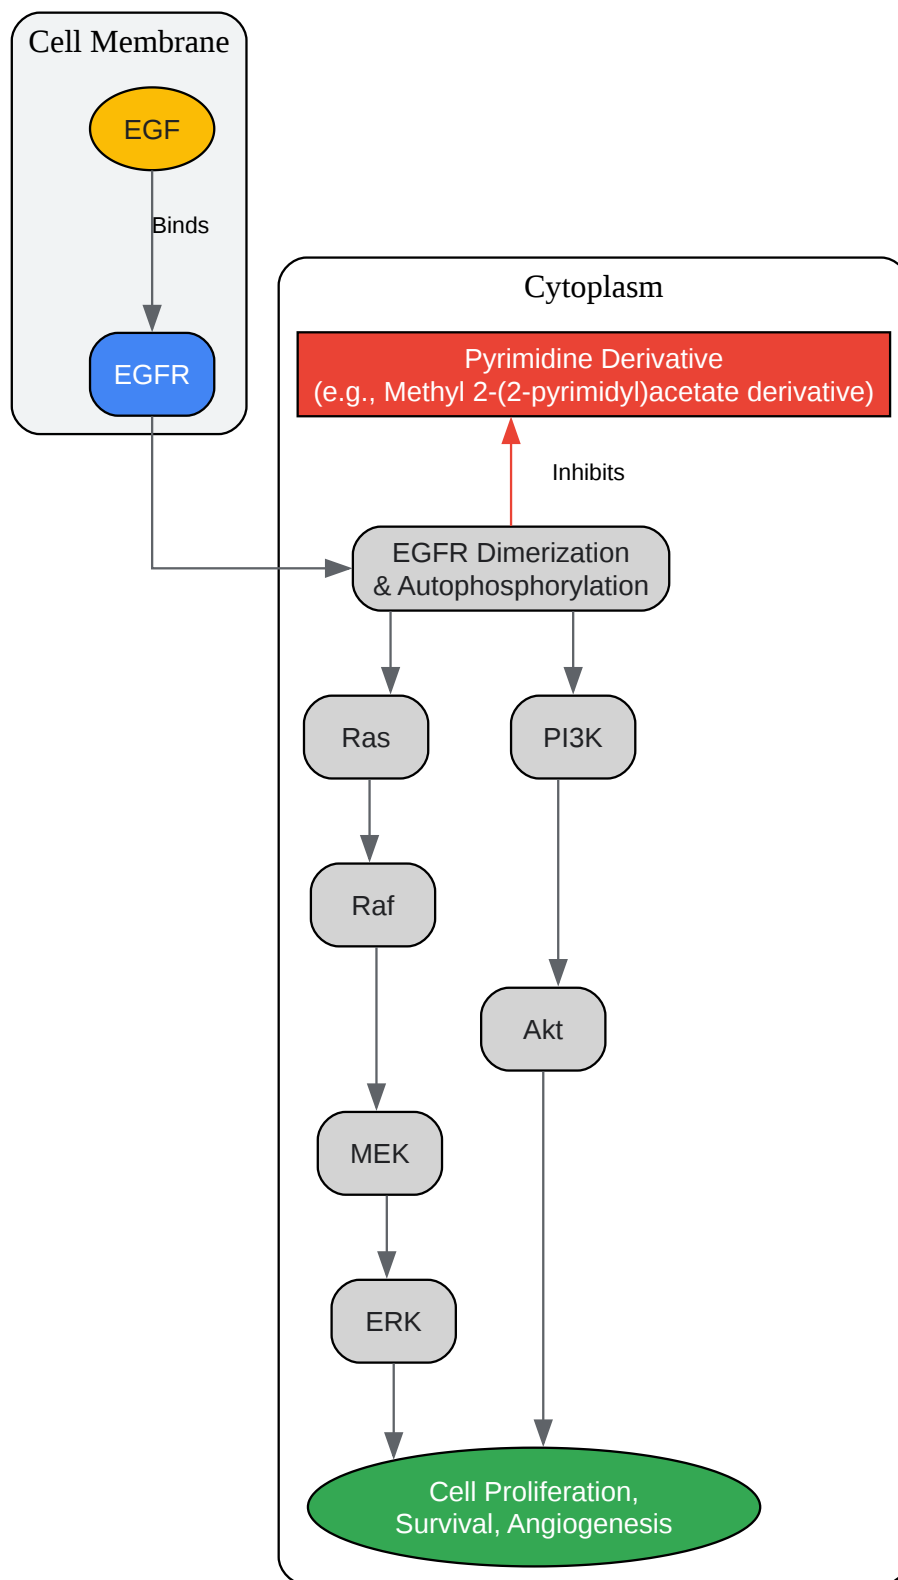 Cell Membrane
EGF
Binds
EGFR
Cytoplasm
Pyrimidine Derivative
(e.g., Methyl 2-(2-pyrimidyl)acetate derivative)
Inhibits
EGFR Dimerization
& Autophosphorylation
Ras
PI3K
Raf
Akt
MEK
ERK
Cell Proliferation,
Survival, Angiogenesis